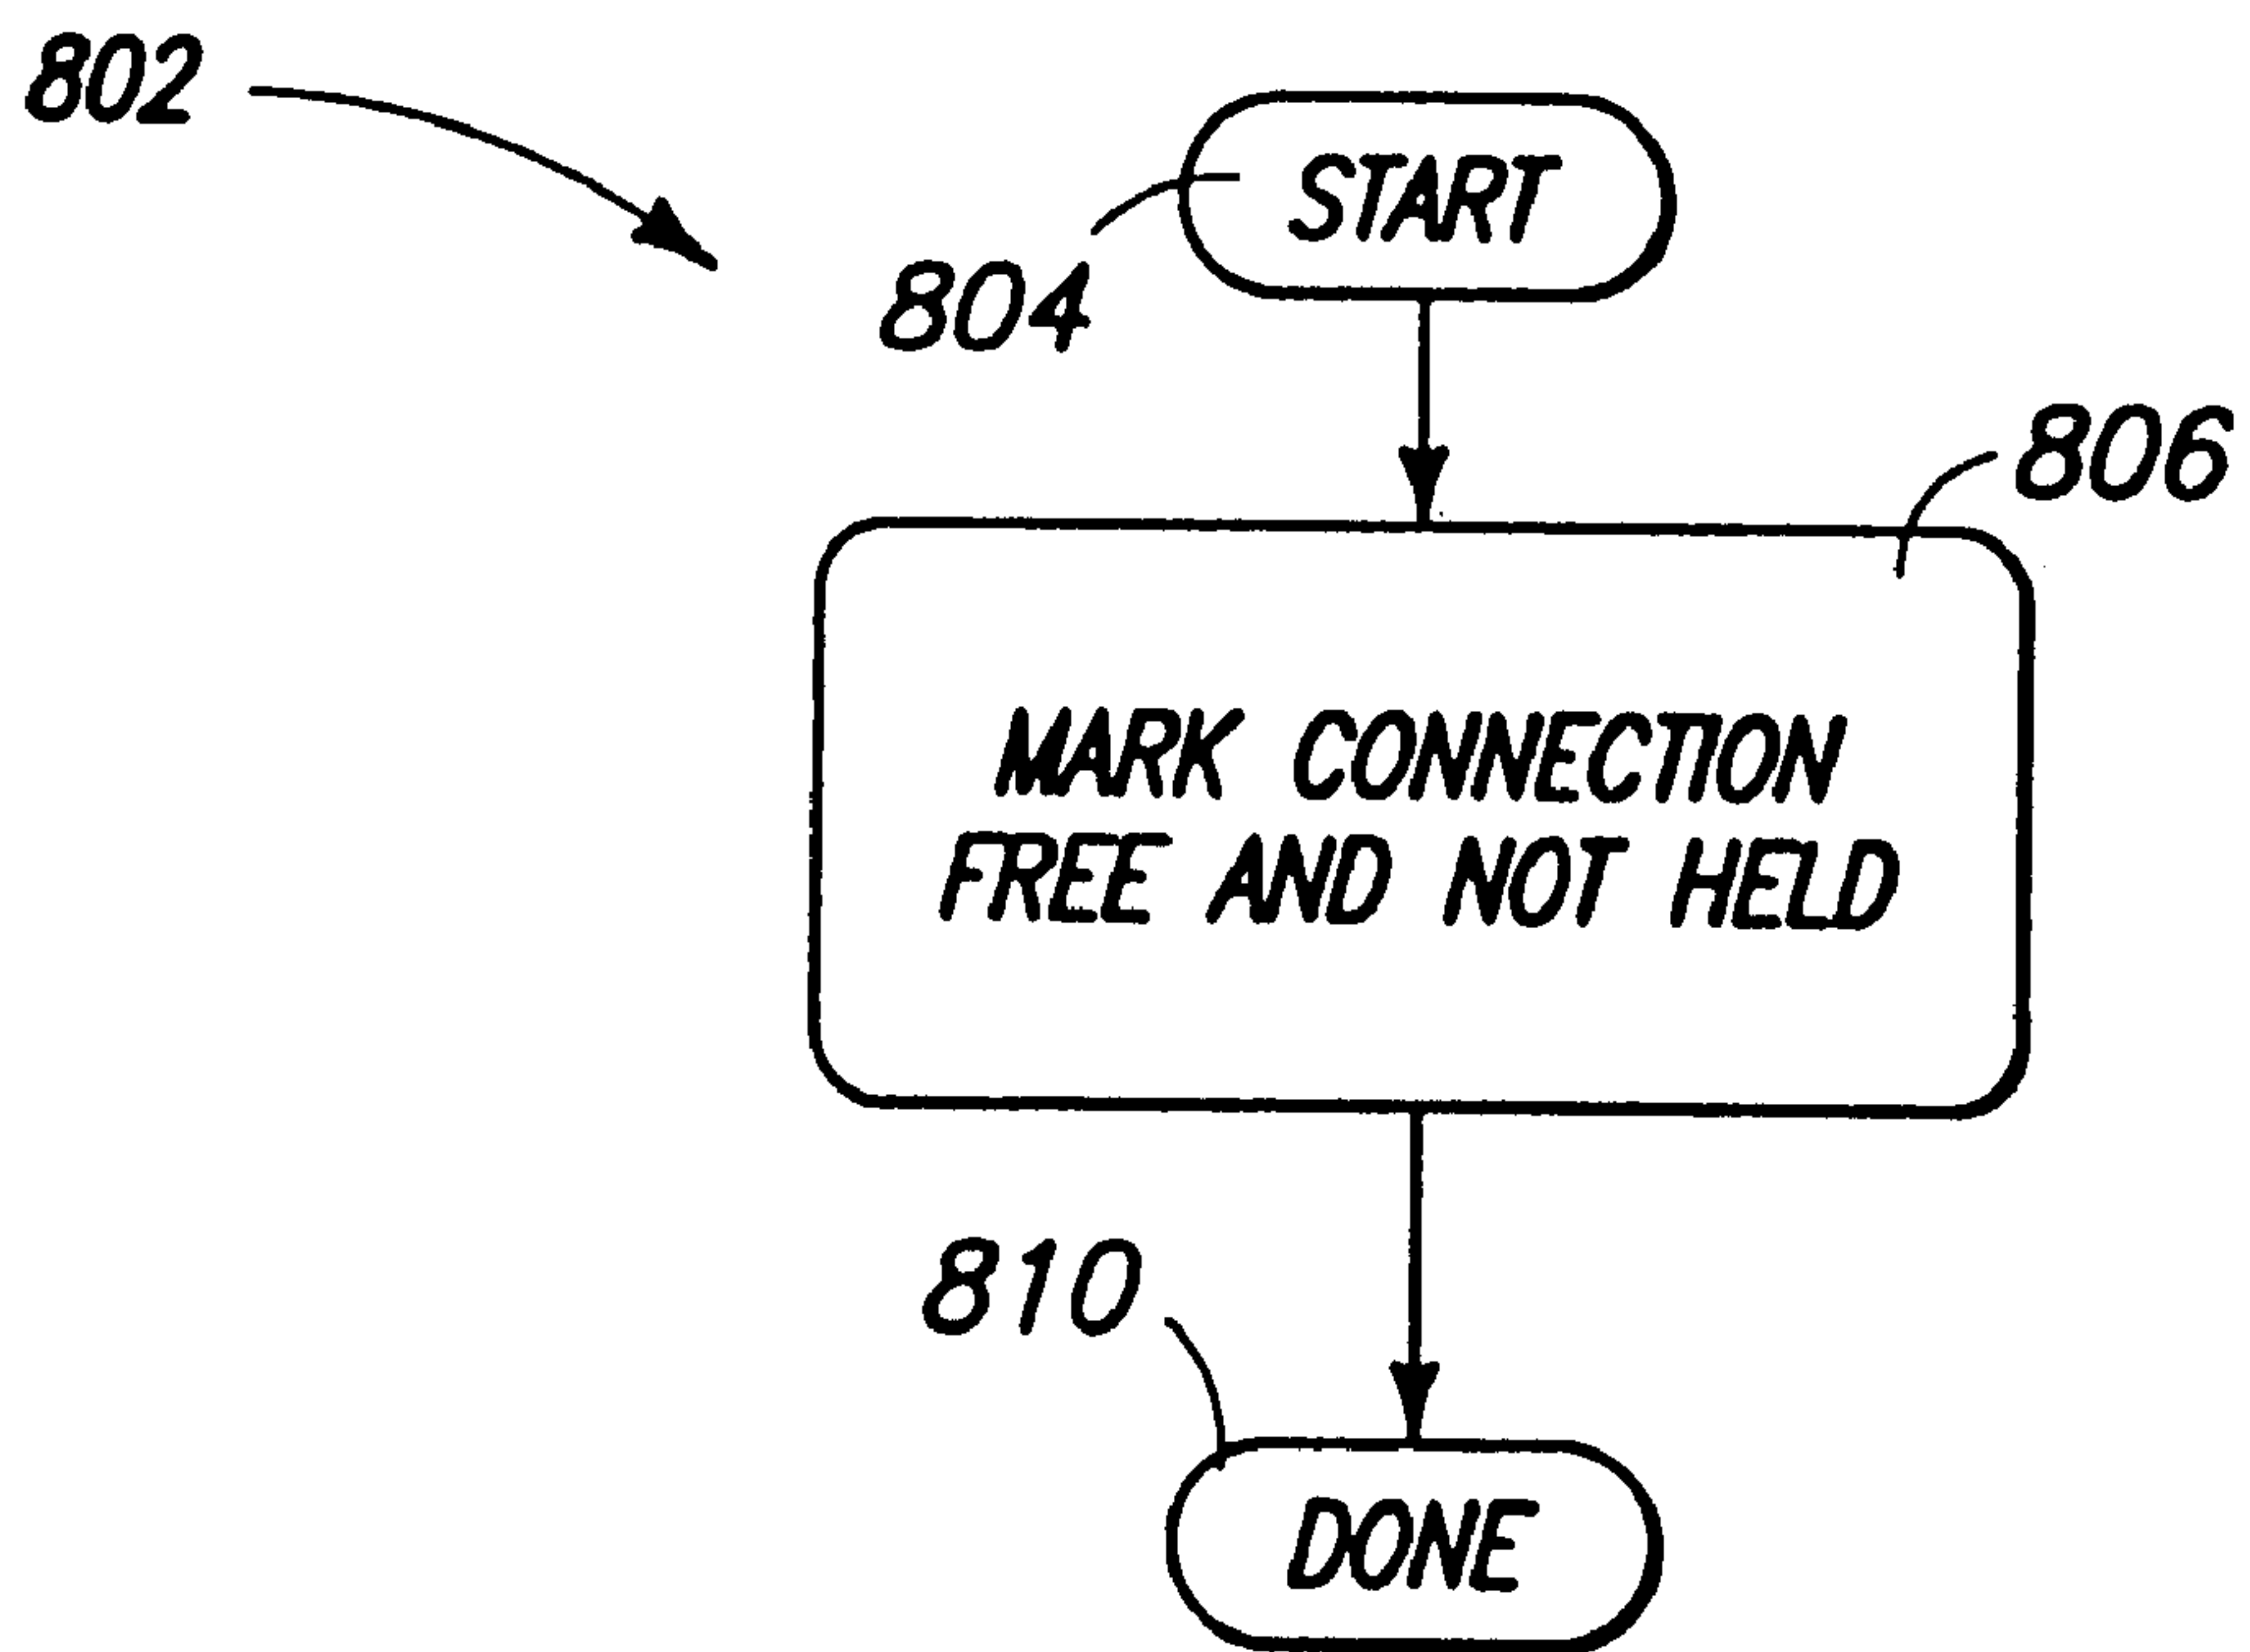 802
START
804
806
MARK CONNECTION
FREE AND NOT HELD
810
DONE